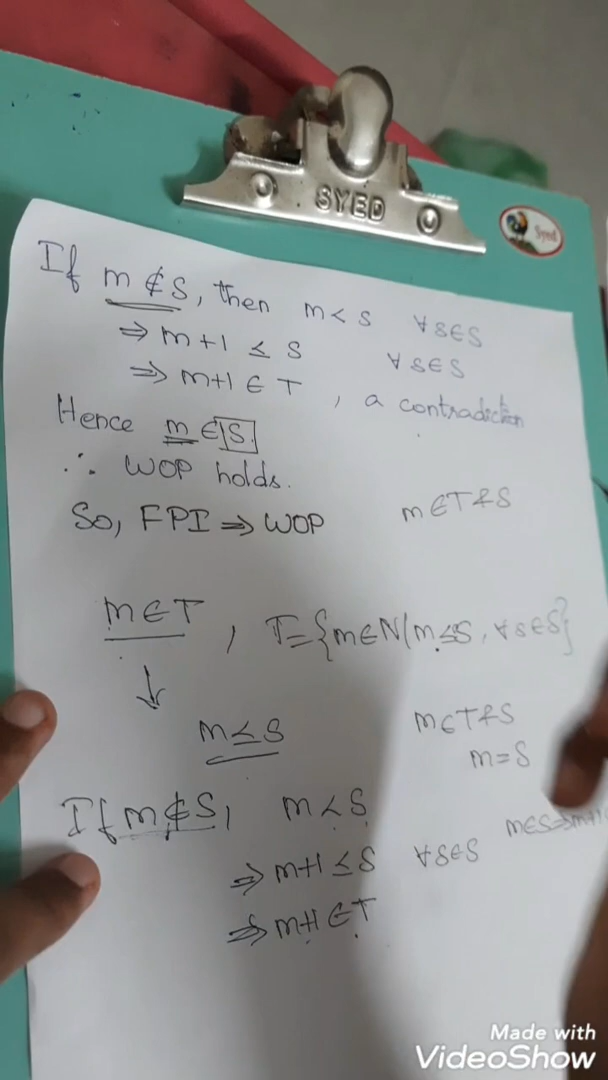 SYED
Syed
If m ∉ S, then m < s ∀ s∈S
⇒ m+1 ≤ s ∀ s∈S
⇒ m+1 ∈ T, a contradiction
Hence m ∈ S.
∴ WOP holds.
So, FPI ⇒ WOP m∈T & S
m∈T, T={m∈N/m≤s, ∀s∈S}
↓
m≤s m∈T & S
m=s
If m∉S, m<s m∈S⇒m+1
⇒ m+1 ≤ s ∀s∈S
⇒ m+1 ∈T
Made with
VideoShow